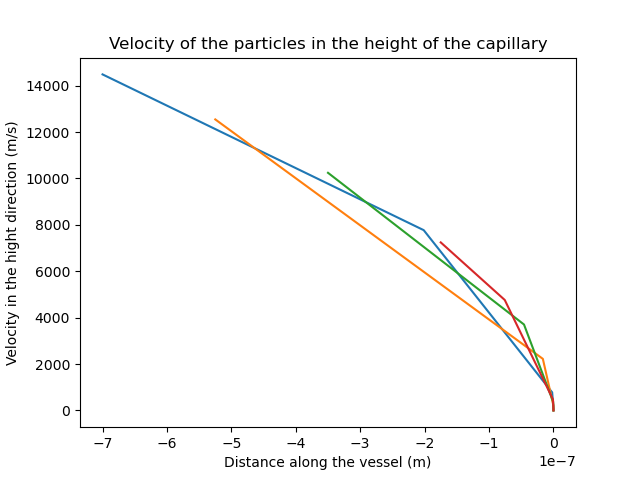 Velocity of the particles in the height of the capillary
Velocity in the hight direction (m/s)
14000
12000
10000
8000
6000
4000
2000
0
−7 −6 −5 −4 −3 −2 −1 0
1e−7
Distance along the vessel (m)